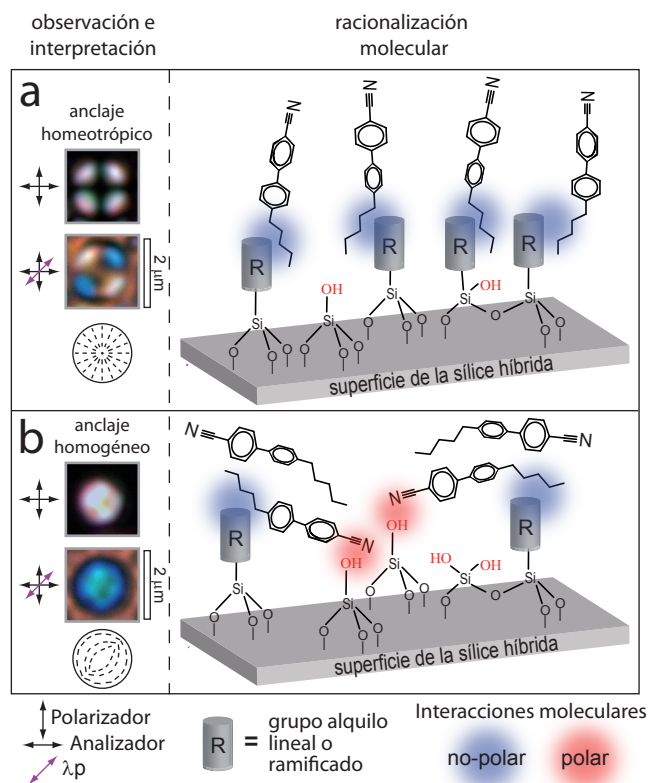 observación e
interpretación
racionalización
molecular
a
anclaje
homeotrópico
2 μm
N
N
N
N
R
R
R
R
OH
OH
Si
Si
Si
Si
Si
O
O
O
O
O
O
O
O
O
O
O
O
superficie de la sílice híbrida
b
anclaje
homogéneo
2 μm
N
N
N
N
R
R
OH
OH
HO
OH
Si
Si
Si
Si
Si
O
O
O
O
O
O
O
O
O
O
O
O
superficie de la sílice híbrida
Polarizador
Analizador
λp
R
=
grupo alquilo
lineal o
ramificado
Interacciones moleculares
no-polar
polar